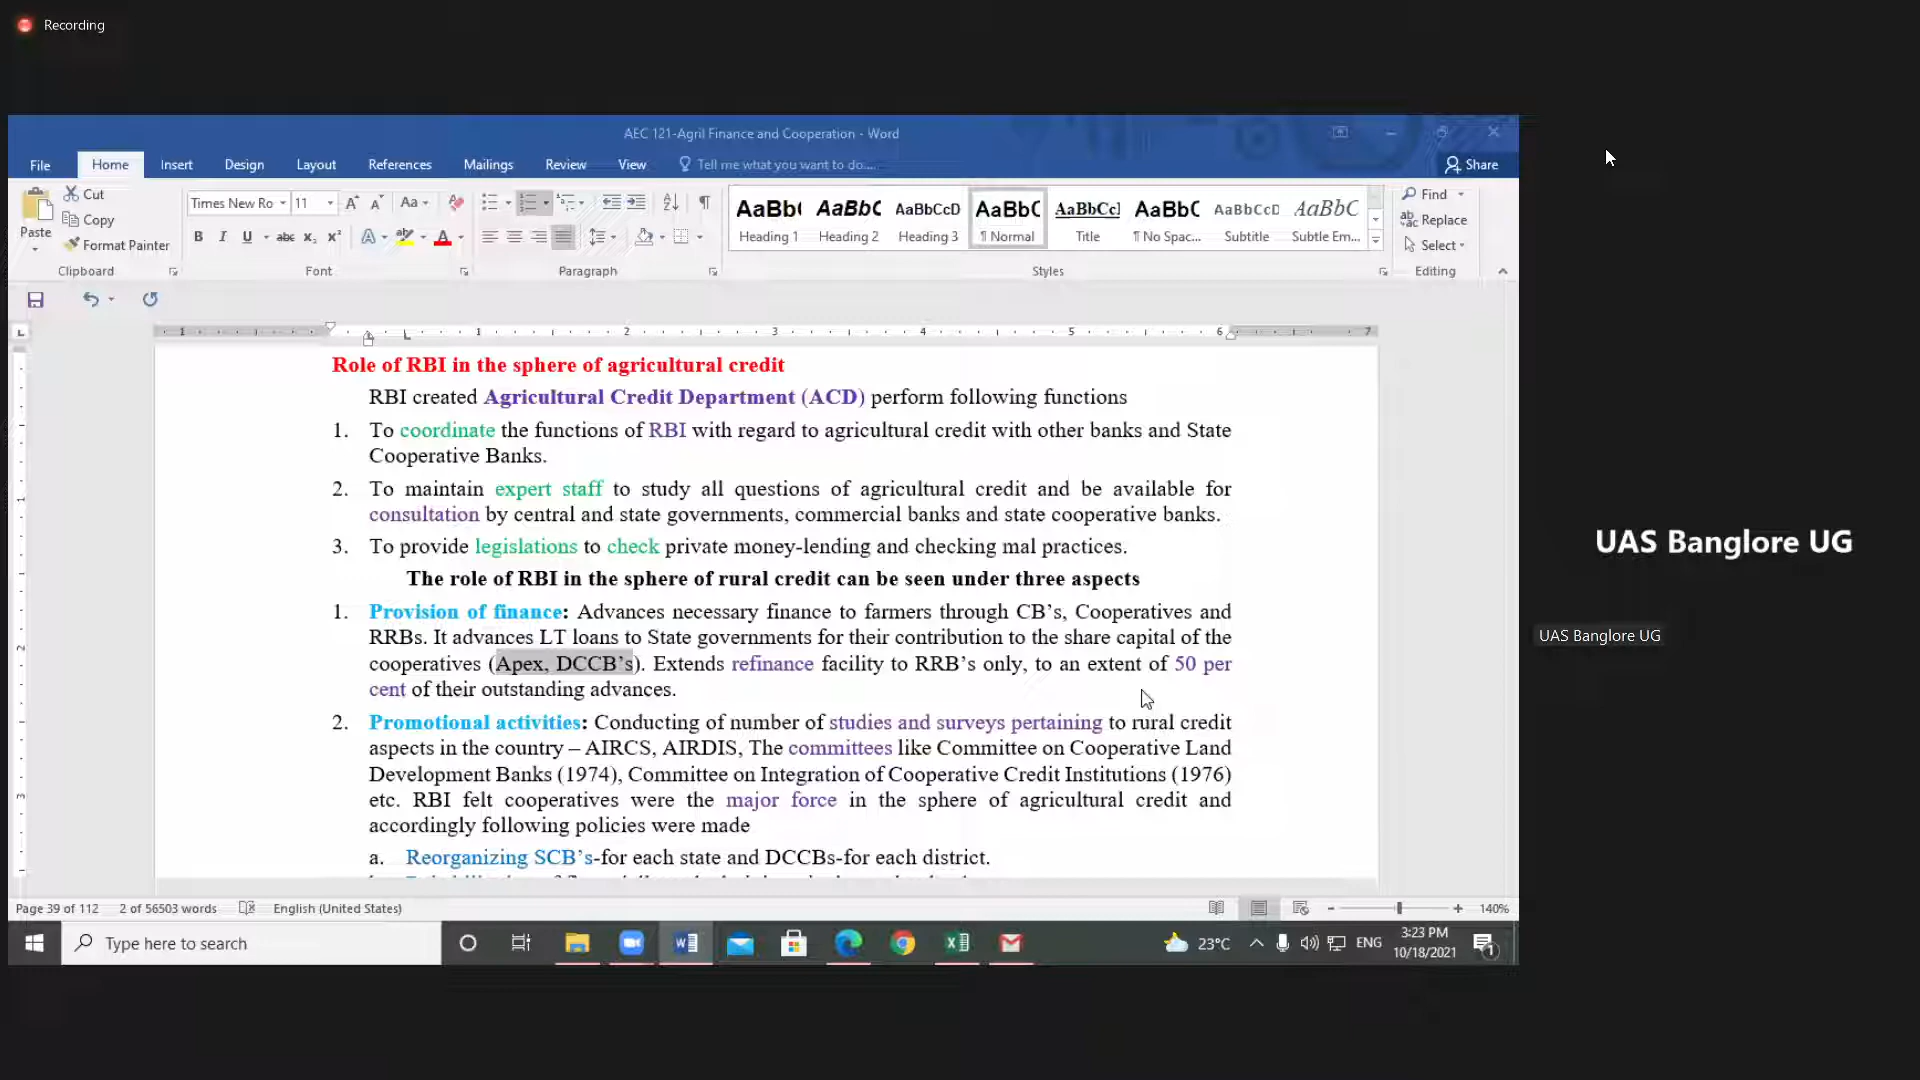 Recording
AEC 121-Agril Finance and Cooperation - Word
File Home Insert Design Layout References Mailings Review View Tell me what you want to do... Share
Paste Cut Copy Format Painter
Times New Ro 11
AaBb( AaBbC AaBbCcD AaBbC AaBbCcI AaBbC AaBbCcD AaBbC
Heading 1 Heading 2 Heading 3 ¶ Normal Title ¶ No Spac... Subtitle Subtle Em...
Find Replace Select
Clipboard Font Paragraph Styles Editing
1 1 2 3 4 5 6 7
Role of RBI in the sphere of agricultural credit
RBI created Agricultural Credit Department (ACD) perform following functions
1. To coordinate the functions of RBI with regard to agricultural credit with other banks and State
Cooperative Banks.
2. To maintain expert staff to study all questions of agricultural credit and be available for
consultation by central and state governments, commercial banks and state cooperative banks.
3. To provide legislations to check private money-lending and checking mal practices.
The role of RBI in the sphere of rural credit can be seen under three aspects
1. Provision of finance: Advances necessary finance to farmers through CB’s, Cooperatives and
RRBs. It advances LT loans to State governments for their contribution to the share capital of the
cooperatives (Apex, DCCB’s). Extends refinance facility to RRB’s only, to an extent of 50 per
cent of their outstanding advances.
2. Promotional activities: Conducting of number of studies and surveys pertaining to rural credit
aspects in the country – AIRCS, AIRDIS, The committees like Committee on Cooperative Land
Development Banks (1974), Committee on Integration of Cooperative Credit Institutions (1976)
etc. RBI felt cooperatives were the major force in the sphere of agricultural credit and
accordingly following policies were made
a. Reorganizing SCB’s-for each state and DCCBs-for each district.
Page 39 of 112 2 of 56503 words English (United States) 140%
Type here to search 23°C ENG 3:23 PM
10/18/2021
1
UAS Banglore UG
UAS Banglore UG